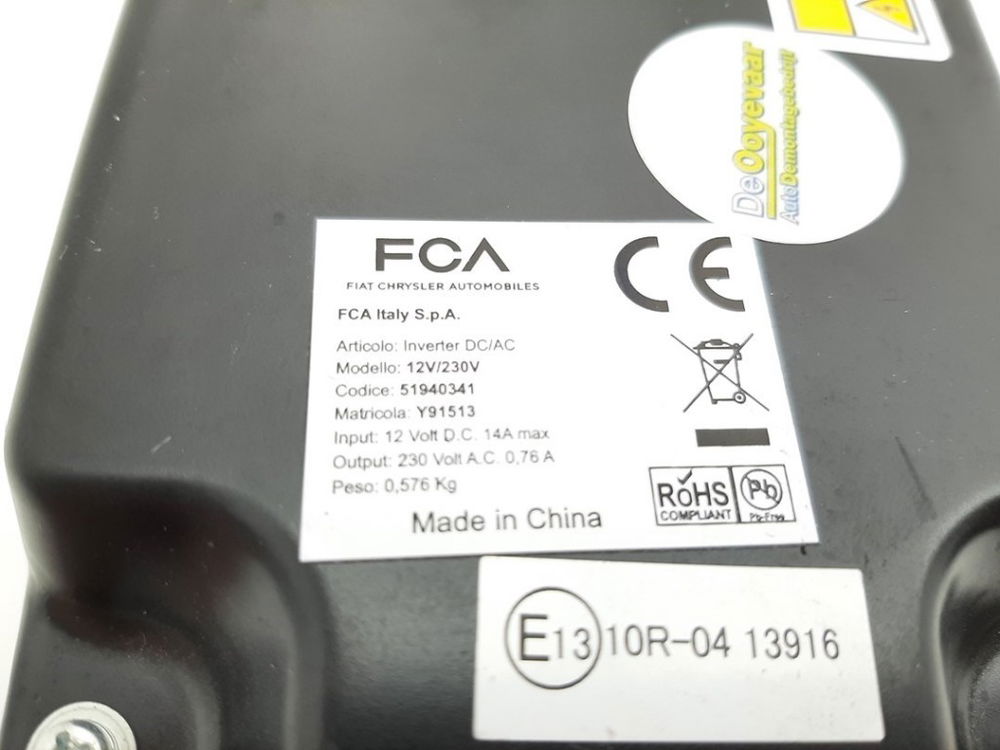 De Ooyevaar
AutoDemontagebedrijf
FCA
FIAT CHRYSLER AUTOMOBILES
FCA Italy S.p.A.
Articolo: Inverter DC/AC
Modello: 12V/230V
Codice: 51940341
Matricola: Y91513
Input: 12 Volt D.C. 14A max
Output: 230 Volt A.C. 0,76 A
Peso: 0,576 Kg
Made in China
CE
RoHS
COMPLIANT
Pb
Pb-Free
E13 10R-04 13916